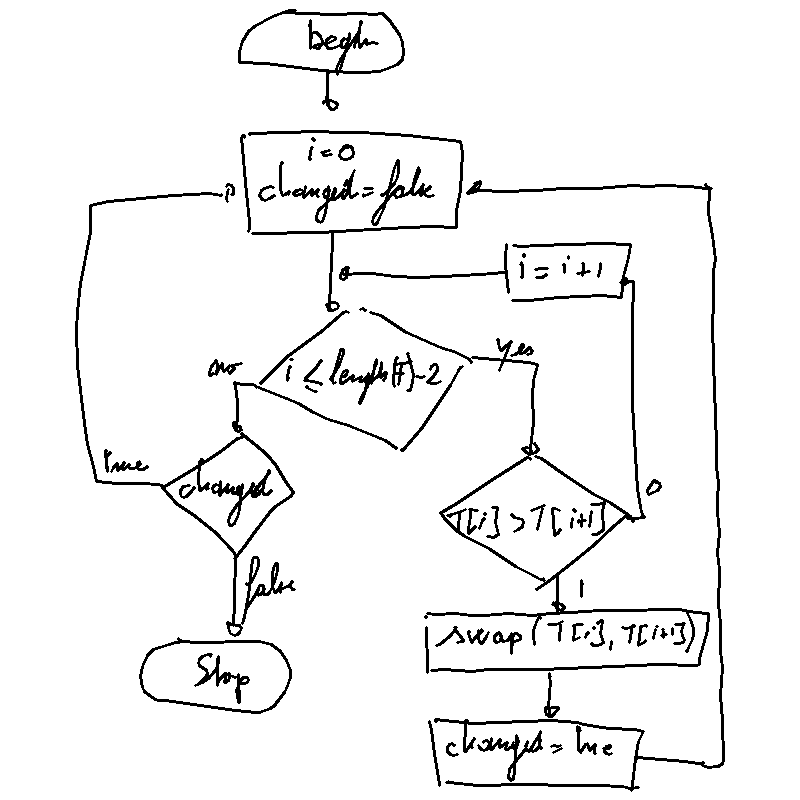 begin
i=0
changed=false
i=i+1
i ≤ length(T)-2
Yes
no
true
changed
T[i] > T[i+1]
0
1
false
swap(T[i], T[i+1])
Stop
changed = true